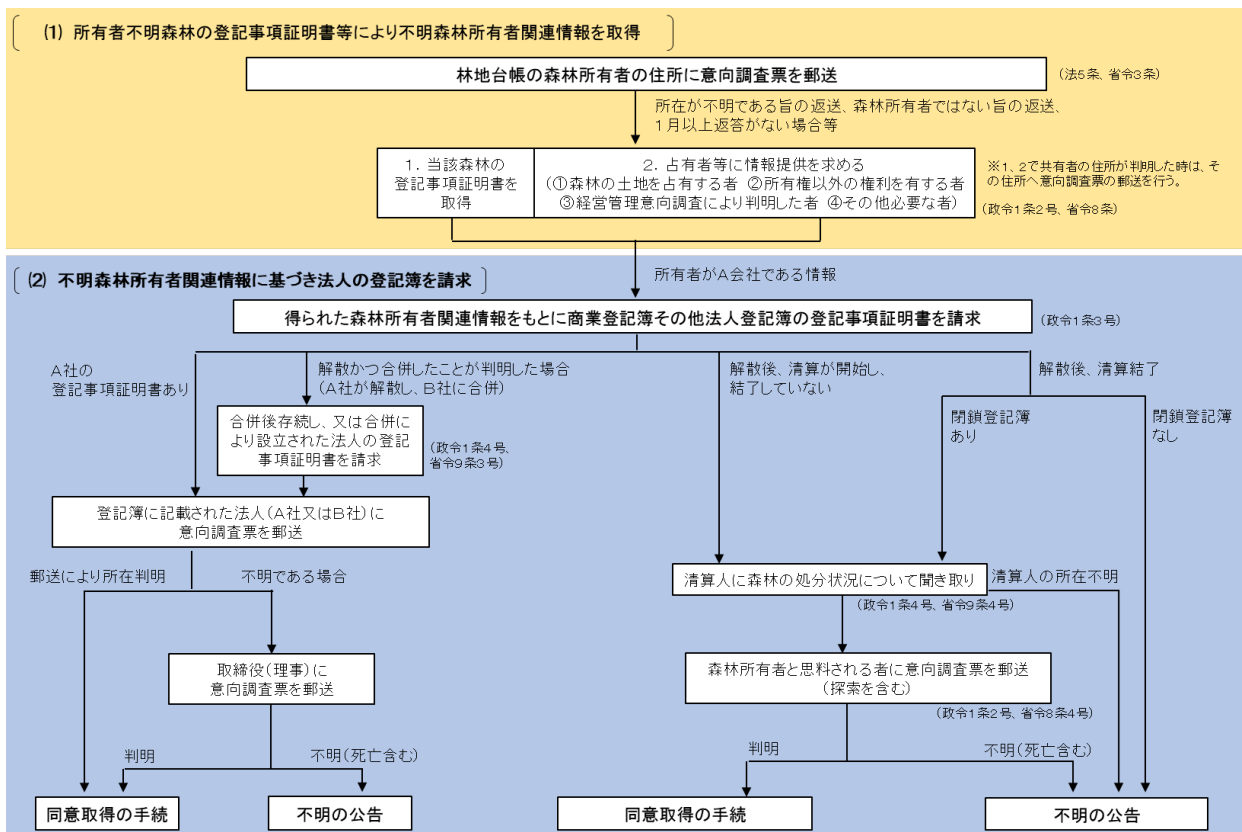 (1) 所有者不明森林の登記事項証明書等により不明森林所有者関連情報を取得
林地台帳の森林所有者の住所に意向調査票を郵送
(法5条、省令3条)
所在が不明である旨の返送、森林所有者ではない旨の返送、
1月以上返答がない場合等
1．当該森林の
登記事項証明書を
取得
2．占有者等に情報提供を求める
(①森林の土地を占有する者 ②所有権以外の権利を有する者
③経営管理意向調査により判明した者 ④その他必要な者)
※1、2で共有者の住所が判明した時は、そ
の住所へ意向調査票の郵送を行う。
(政令1条2号、省令8条)
所有者がA会社である情報
(2) 不明森林所有者関連情報に基づき法人の登記簿を請求
得られた森林所有者関連情報をもとに商業登記簿その他法人登記簿の登記事項証明書を請求
(政令1条3号)
A社の
登記事項証明書あり
解散かつ合併したことが判明した場合
(A社が解散し、B社に合併)
解散後、清算が開始し、
結了していない
解散後、清算結了
合併後存続し、又は合併に
より設立された法人の登記
事項証明書を請求
(政令1条4号、
省令9条3号)
閉鎖登記簿
あり
閉鎖登記簿
なし
登記簿に記載された法人(A社又はB社)に
意向調査票を郵送
郵送により所在判明
不明である場合
清算人に森林の処分状況について聞き取り
清算人の所在不明
(政令1条4号、省令9条4号)
取締役(理事)に
意向調査票を郵送
森林所有者と思料される者に意向調査票を郵送
(探索を含む)
(政令1条2号、省令8条4号)
判明
不明(死亡含む)
判明
不明(死亡含む)
同意取得の手続
不明の公告
同意取得の手続
不明の公告